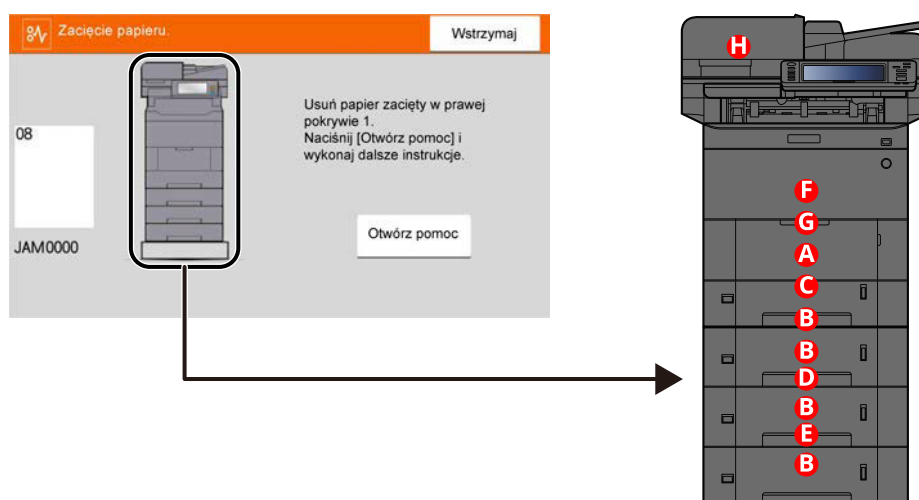 Zacięcie papieru.
Wstrzymaj
Usuń papier zacięty w prawej
pokrywie 1.
Naciśnij [Otwórz pomoc] i
wykonaj dalsze instrukcje.
08
JAM0000
Otwórz pomoc
H
F
G
A
C
B
B
D
B
E
B